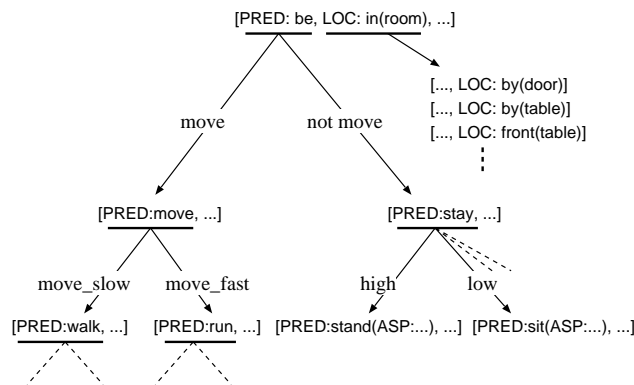 [PRED: be, LOC: in(room), ...]
[..., LOC: by(door)]
[..., LOC: by(table)]
[..., LOC: front(table)]
move
not move
[PRED:move, ...]
[PRED:stay, ...]
move_slow
move_fast
high
low
[PRED:walk, ...]
[PRED:run, ...]
[PRED:stand(ASP:...), ...]
[PRED:sit(ASP:...), ...]